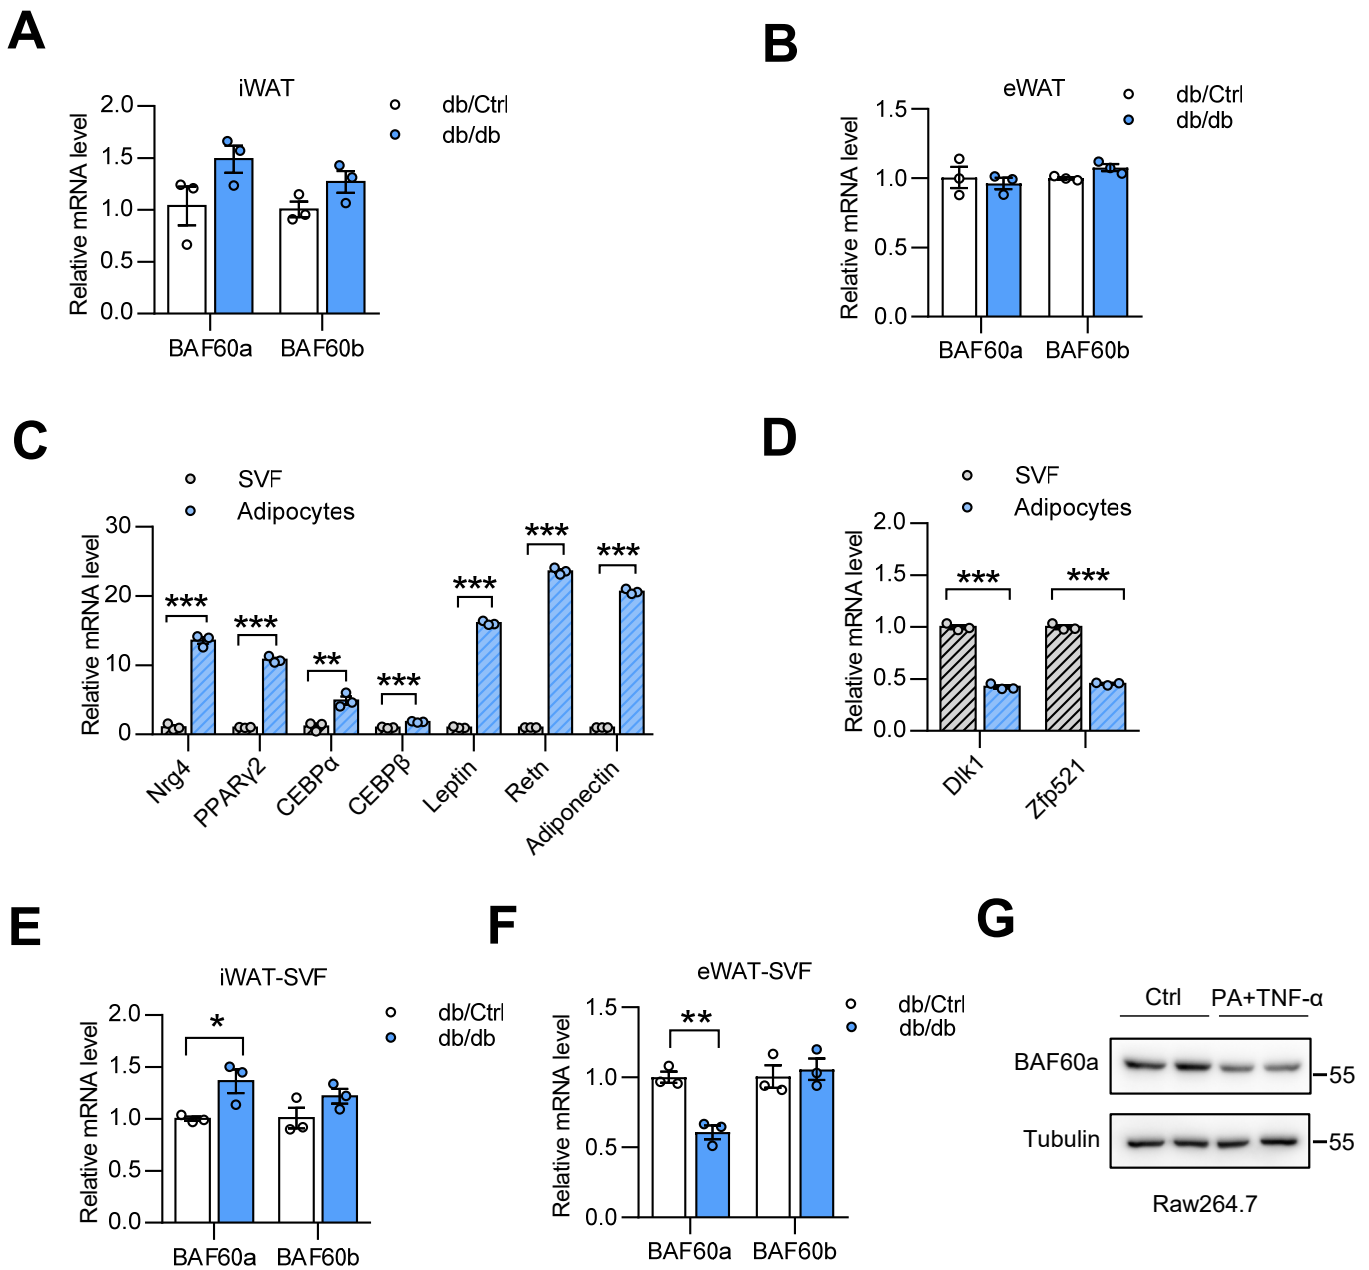 A
iWAT
db/Ctrl
db/db
Relative mRNA level
2.0
1.5
1.0
0.5
0.0
BAF60a
BAF60b
B
eWAT
db/Ctrl
db/db
Relative mRNA level
1.5
1.0
0.5
0.0
BAF60a
BAF60b
C
SVF
Adipocytes
Relative mRNA level
30
20
10
0
***
***
**
***
***
***
***
Nrg4
PPARγ2
CEBPα
CEBPβ
Leptin
Retn
Adiponectin
D
SVF
Adipocytes
Relative mRNA level
2.0
1.5
1.0
0.5
0.0
***
***
Dlk1
Zfp521
E
iWAT-SVF
db/Ctrl
db/db
Relative mRNA level
2.0
1.5
1.0
0.5
0.0
*
BAF60a
BAF60b
F
eWAT-SVF
db/Ctrl
db/db
Relative mRNA level
1.5
1.0
0.5
0.0
**
BAF60a
BAF60b
G
Ctrl
PA+TNF-α
BAF60a
55
Tubulin
55
Raw264.7